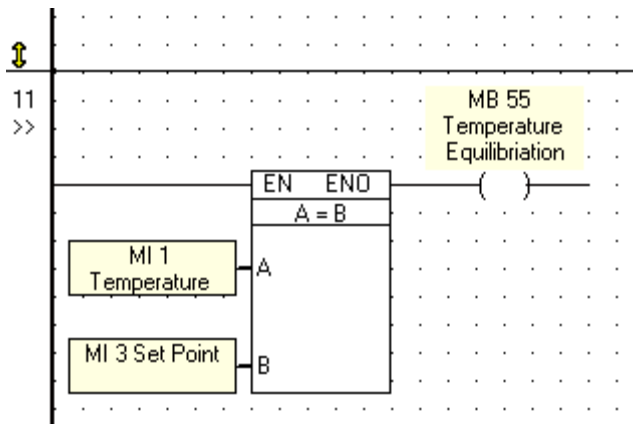 11
>>
MB 55
Temperature
Equilibriation
EN ENO
A = B
MI 1
Temperature
A
MI 3 Set Point
B